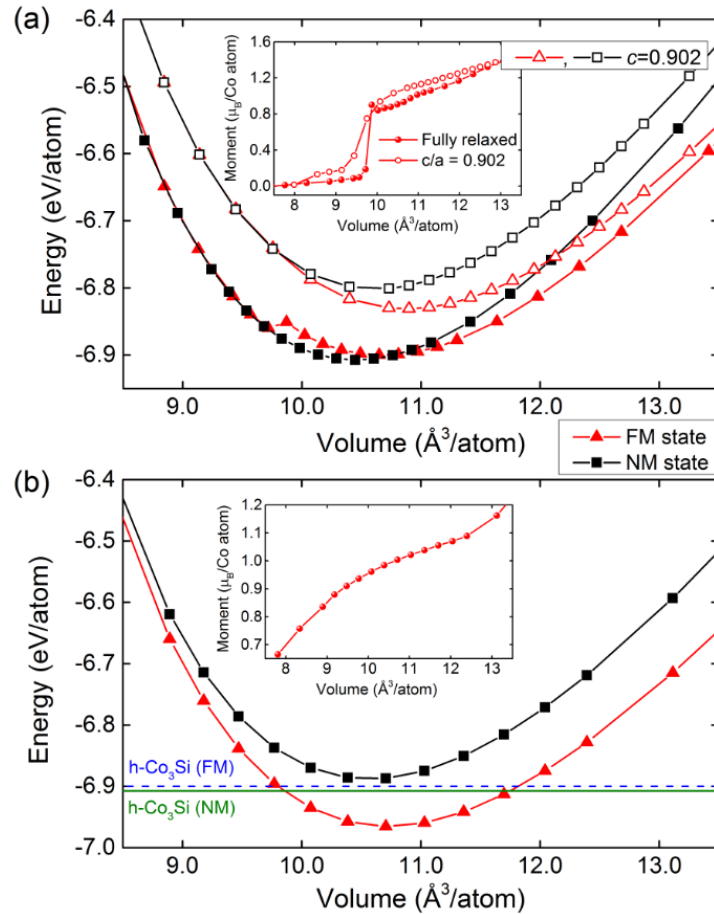 (a)
-6.4
-6.5
-6.6
-6.7
-6.8
-6.9
Energy (eV/atom)
1.6
1.2
0.8
0.4
0.0
Moment (μB/Co atom)
Fully relaxed
c/a = 0.902
8 9 10 11 12 13
Volume (Å³/atom)
, c=0.902
9.0 10.0 11.0 12.0 13.0
Volume (Å³/atom)
FM state
NM state
(b)
-6.4
-6.5
-6.6
-6.7
-6.8
-6.9
-7.0
Energy (eV/atom)
1.2
1.1
1.0
0.9
0.8
0.7
Moment (μB/Co atom)
8 9 10 11 12 13
Volume (Å³/atom)
h-Co₃Si (FM)
h-Co₃Si (NM)
9.0 10.0 11.0 12.0 13.0
Volume (Å³/atom)